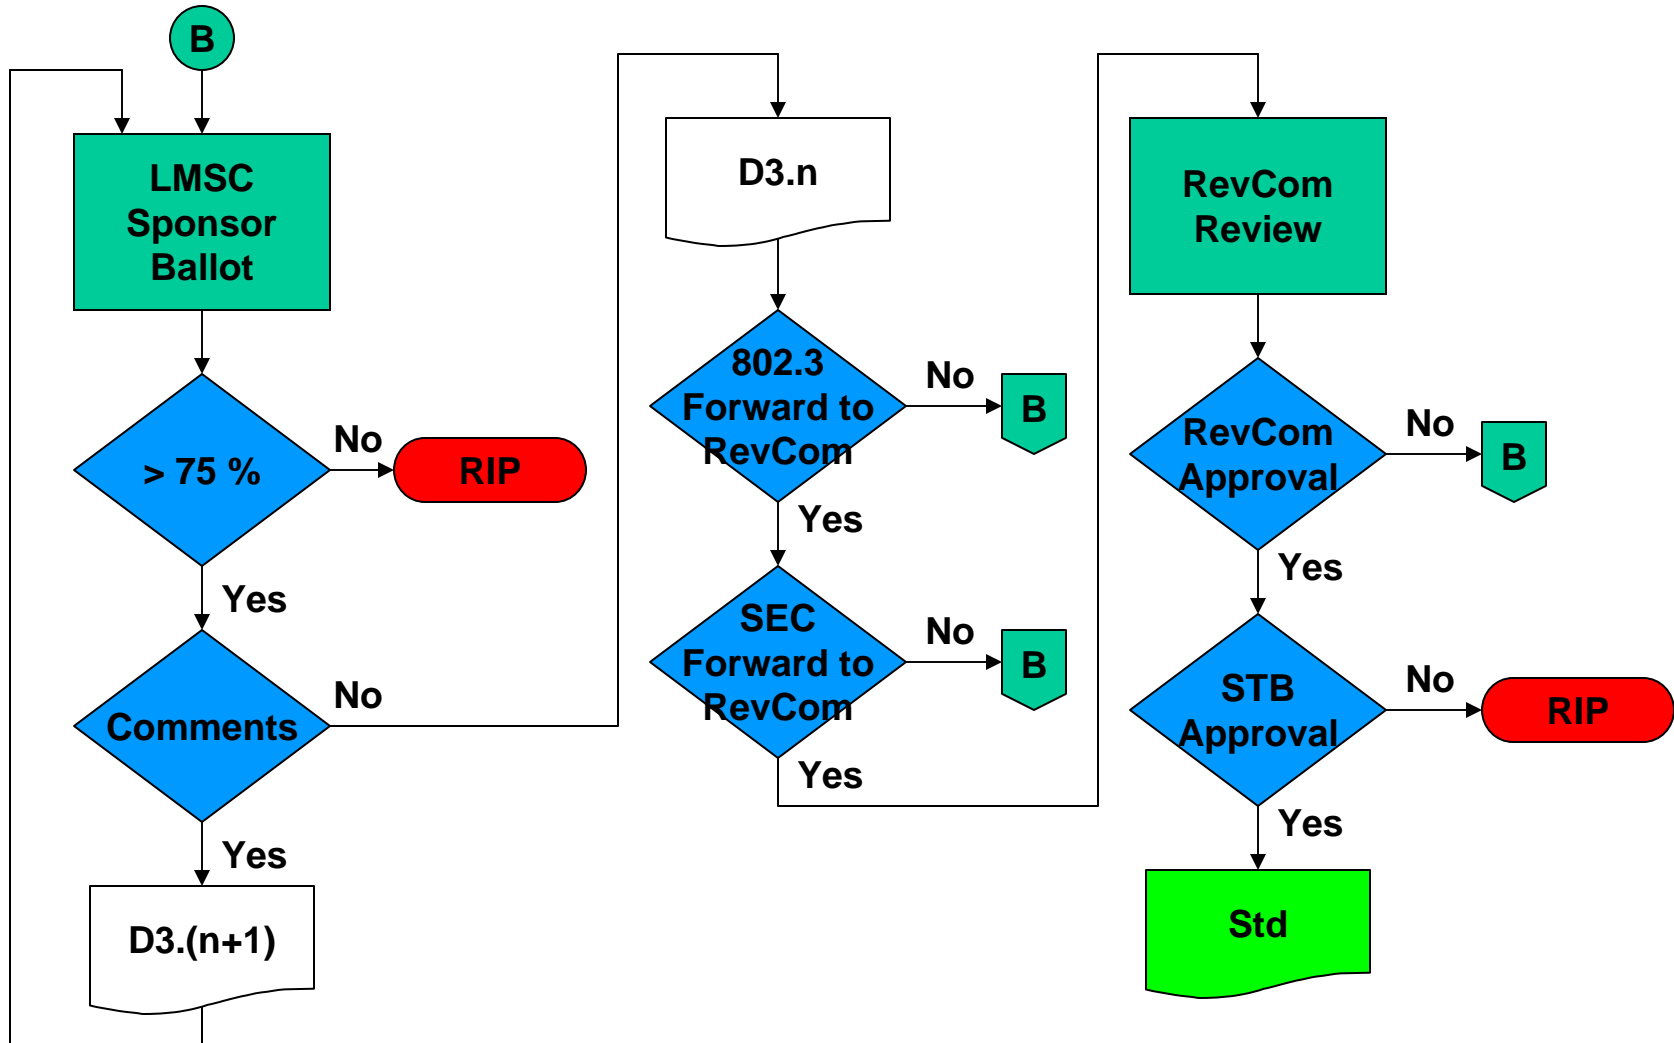 B
LMSC
Sponsor
Ballot
> 75 %
No
RIP
Yes
Comments
No
Yes
D3.(n+1)
D3.n
802.3
Forward to
RevCom
No
B
Yes
SEC
Forward to
RevCom
No
B
Yes
RevCom
Review
RevCom
Approval
No
B
Yes
STB
Approval
No
RIP
Yes
Std